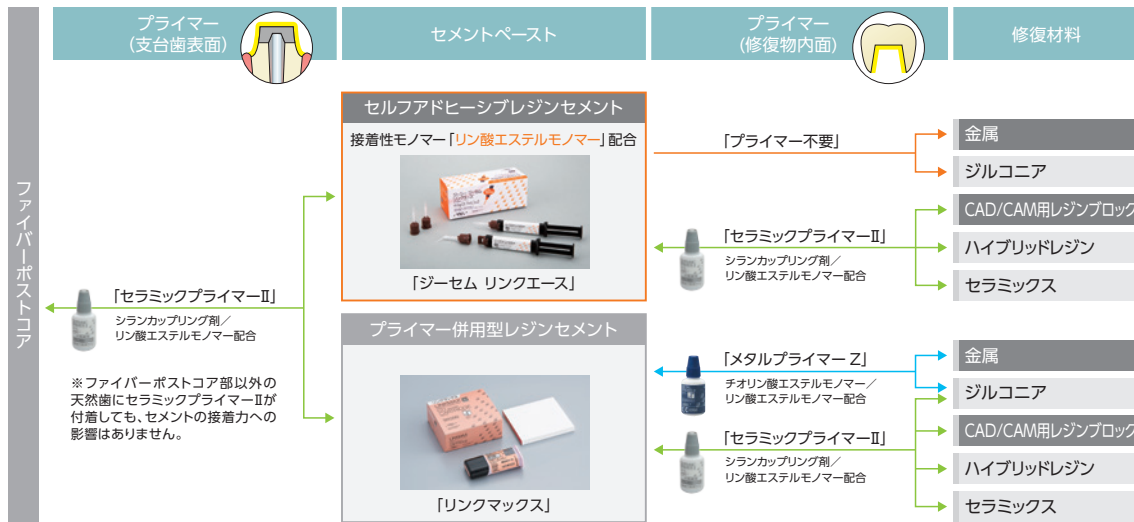 プライマー
(支台歯表面)
セメントペースト
プライマー
(修復物内面)
修復材料
ファイバーポストコア
「セラミックプライマーⅡ」
シランカップリング剤／
リン酸エステルモノマー配合
※ファイバーポストコア部以外の
天然歯にセラミックプライマーⅡが
付着しても、セメントの接着力への
影響はありません。
セルフアドヒーシブレジンセメント
接着性モノマー「リン酸エステルモノマー」配合
「ジーセム リンクエース」
「プライマー不要」
金属
ジルコニア
「セラミックプライマーⅡ」
シランカップリング剤／
リン酸エステルモノマー配合
CAD/CAM用レジンブロック
ハイブリッドレジン
セラミックス
プライマー併用型レジンセメント
「リンクマックス」
「メタルプライマー Z」
チオリン酸エステルモノマー／
リン酸エステルモノマー配合
金属
ジルコニア
「セラミックプライマーⅡ」
シランカップリング剤／
リン酸エステルモノマー配合
CAD/CAM用レジンブロック
ハイブリッドレジン
セラミックス